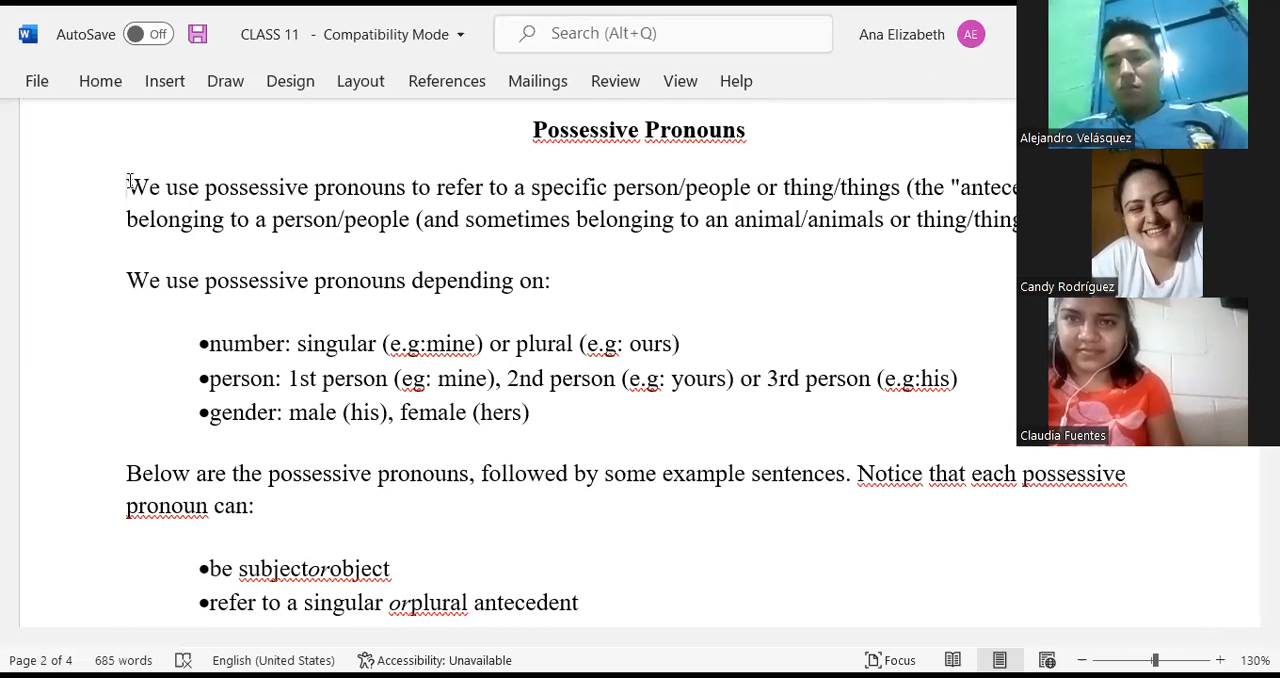 AutoSave Off CLASS 11 - Compatibility Mode Search (Alt+Q) Ana Elizabeth AE
File Home Insert Draw Design Layout References Mailings Review View Help
Alejandro Velásquez
Candy Rodríguez
Claudia Fuentes
Possessive Pronouns
We use possessive pronouns to refer to a specific person/people or thing/things (the "antece
belonging to a person/people (and sometimes belonging to an animal/animals or thing/thing
We use possessive pronouns depending on:
•number: singular (e.g:mine) or plural (e.g: ours)
•person: 1st person (eg: mine), 2nd person (e.g: yours) or 3rd person (e.g:his)
•gender: male (his), female (hers)
Below are the possessive pronouns, followed by some example sentences. Notice that each possessive
pronoun can:
•be subjectorobject
•refer to a singular orplural antecedent
Page 2 of 4 685 words English (United States) Accessibility: Unavailable Focus 130%